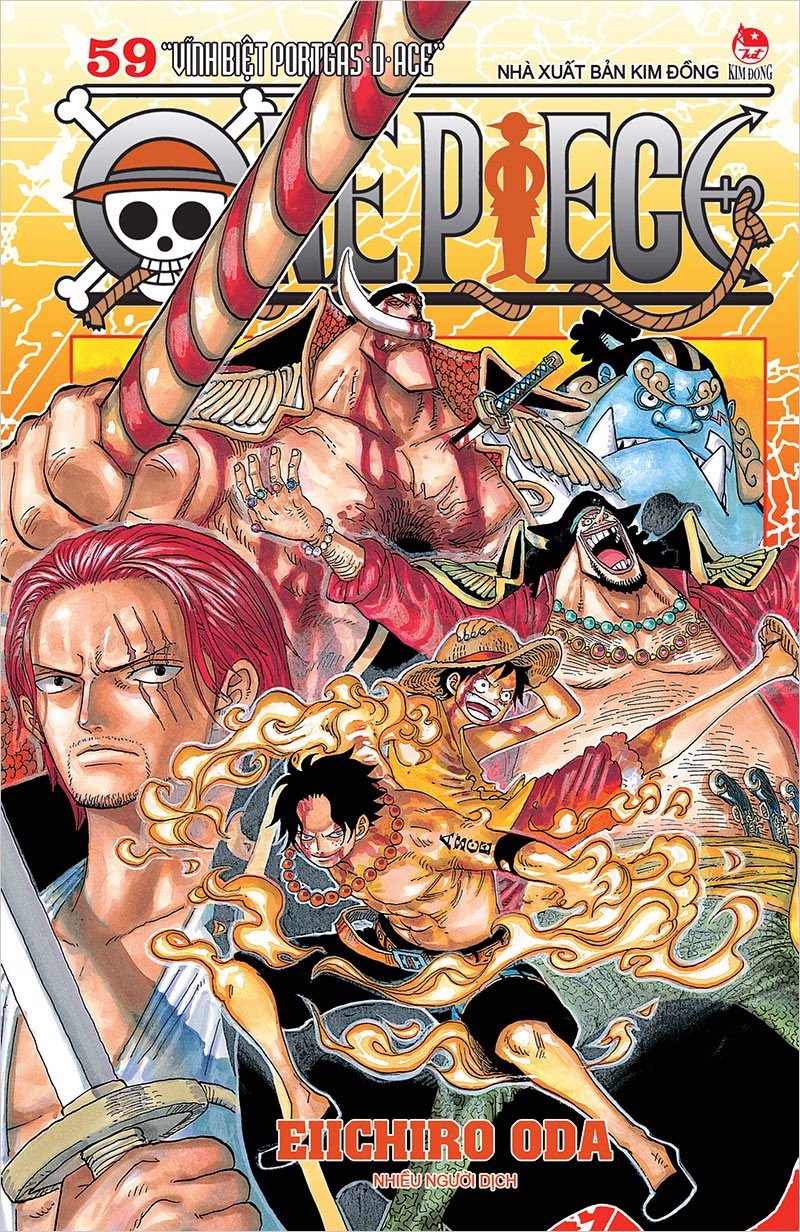 59 "VĨNH BIỆT PORTGAS·D·ACE"
NHÀ XUẤT BẢN KIM ĐỒNG
KIM ĐỒNG
ONE PIECE
ASCE
EIICHIRO ODA
NHIỀU NGƯỜI DỊCH